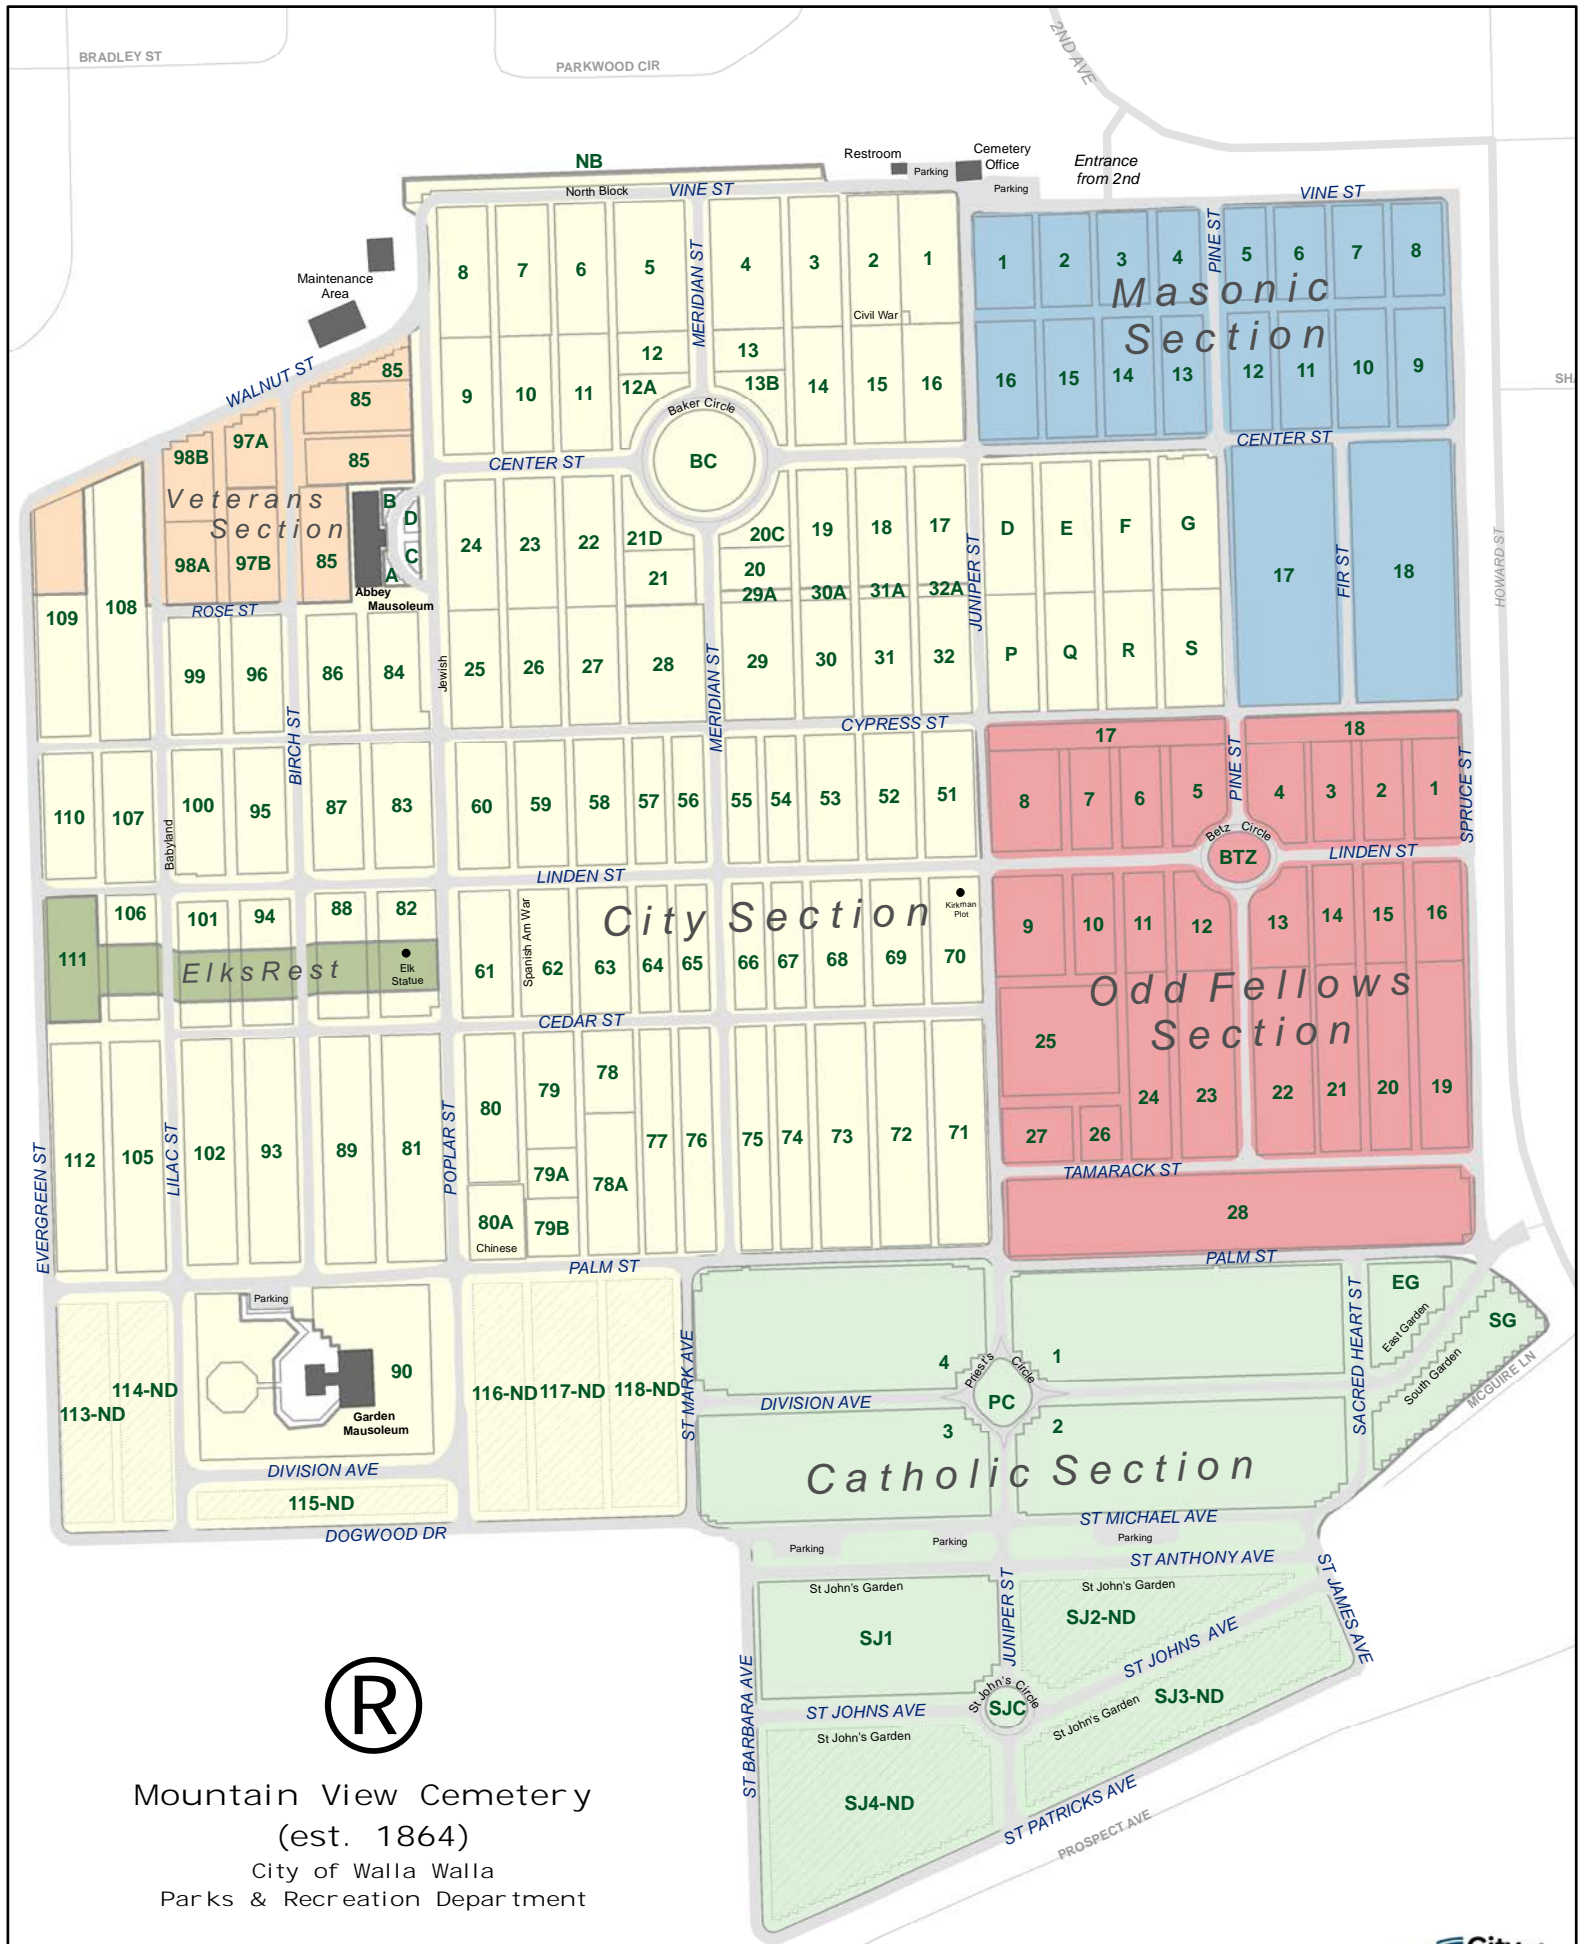 BRADLEY ST
PARKWOOD CIR
2ND AVE
NB
North Block
VINE ST
Restroom
Parking
Cemetery
Office
Parking
Entrance
from 2nd
VINE ST
Maintenance
Area
8 7 6 5 4 3 2 1
MERIDIAN ST
Civil War
1 2 3 4 5 6 7 8
PINE ST
Masonic
Section
16 15 14 13 12 11 10 9
WALNUT ST
85
85
85
85
97A
98B
98A
97B
Veterans
Section
9 10 11 12 12A 13 13B 14 15 16
Baker Circle
BC
CENTER ST
CENTER ST
B
D
C
A
Abbey
Mausoleum
24 23 22 21D 21
20C 20 19 18 17
29A 30A 31A 32A
JUNIPER ST
D E F G
P Q R S
17
FIR ST
18
HOWARD ST
SHA
109 108
ROSE ST
99 96 86 84
Jewish
25 26 27 28 29 30 31 32
BIRCH ST
MERIDIAN ST
CYPRESS ST
110 107 100 95 87 83
Babyland
60 59 58 57 56 55 54 53 52 51
17 18
8 7 6 5 4 3 2 1
PINE ST
Betz Circle
BTZ
SPRUCE ST
LINDEN ST
LINDEN ST
111 106 101 94 88 82
ElksRest
Elk
Statue
Spanish Am War
City Section
Kirkman
Plot
61 62 63 64 65 66 67 68 69 70
9 10 11 12 13 14 15 16
Odd Fellows
Section
CEDAR ST
25 24 23 22 21 20 19
27 26
TAMARACK ST
28
112 105 102 93 89 81
EVERGREEN ST
LILAC ST
POPLAR ST
80 79 78 77 76 75 74 73 72 71
79A 78A
80A 79B
Chinese
PALM ST
PALM ST
Parking
90
Garden
Mausoleum
113-ND
114-ND
DIVISION AVE
115-ND
DOGWOOD DR
116-ND 117-ND 118-ND
ST MARK AVE
4 1
Priest's Circle
PC
3 2
DIVISION AVE
Catholic Section
SACRED HEART ST
EG
East Garden
SG
South Garden
MCGUIRE LN
ST MICHAEL AVE
Parking
Parking
Parking
ST ANTHONY AVE
St John's Garden
SJ1
JUNIPER ST
St John's Garden
SJ2-ND
ST JAMES AVE
ST JOHNS AVE
ST JOHNS AVE
St John's Circle
SJC
St John's Garden
SJ3-ND
ST BARBARA AVE
St John's Garden
SJ4-ND
ST PATRICKS AVE
PROSPECT AVE
®
Mountain View Cemetery
(est. 1864)
City of Walla Walla
Parks & Recreation Department
City